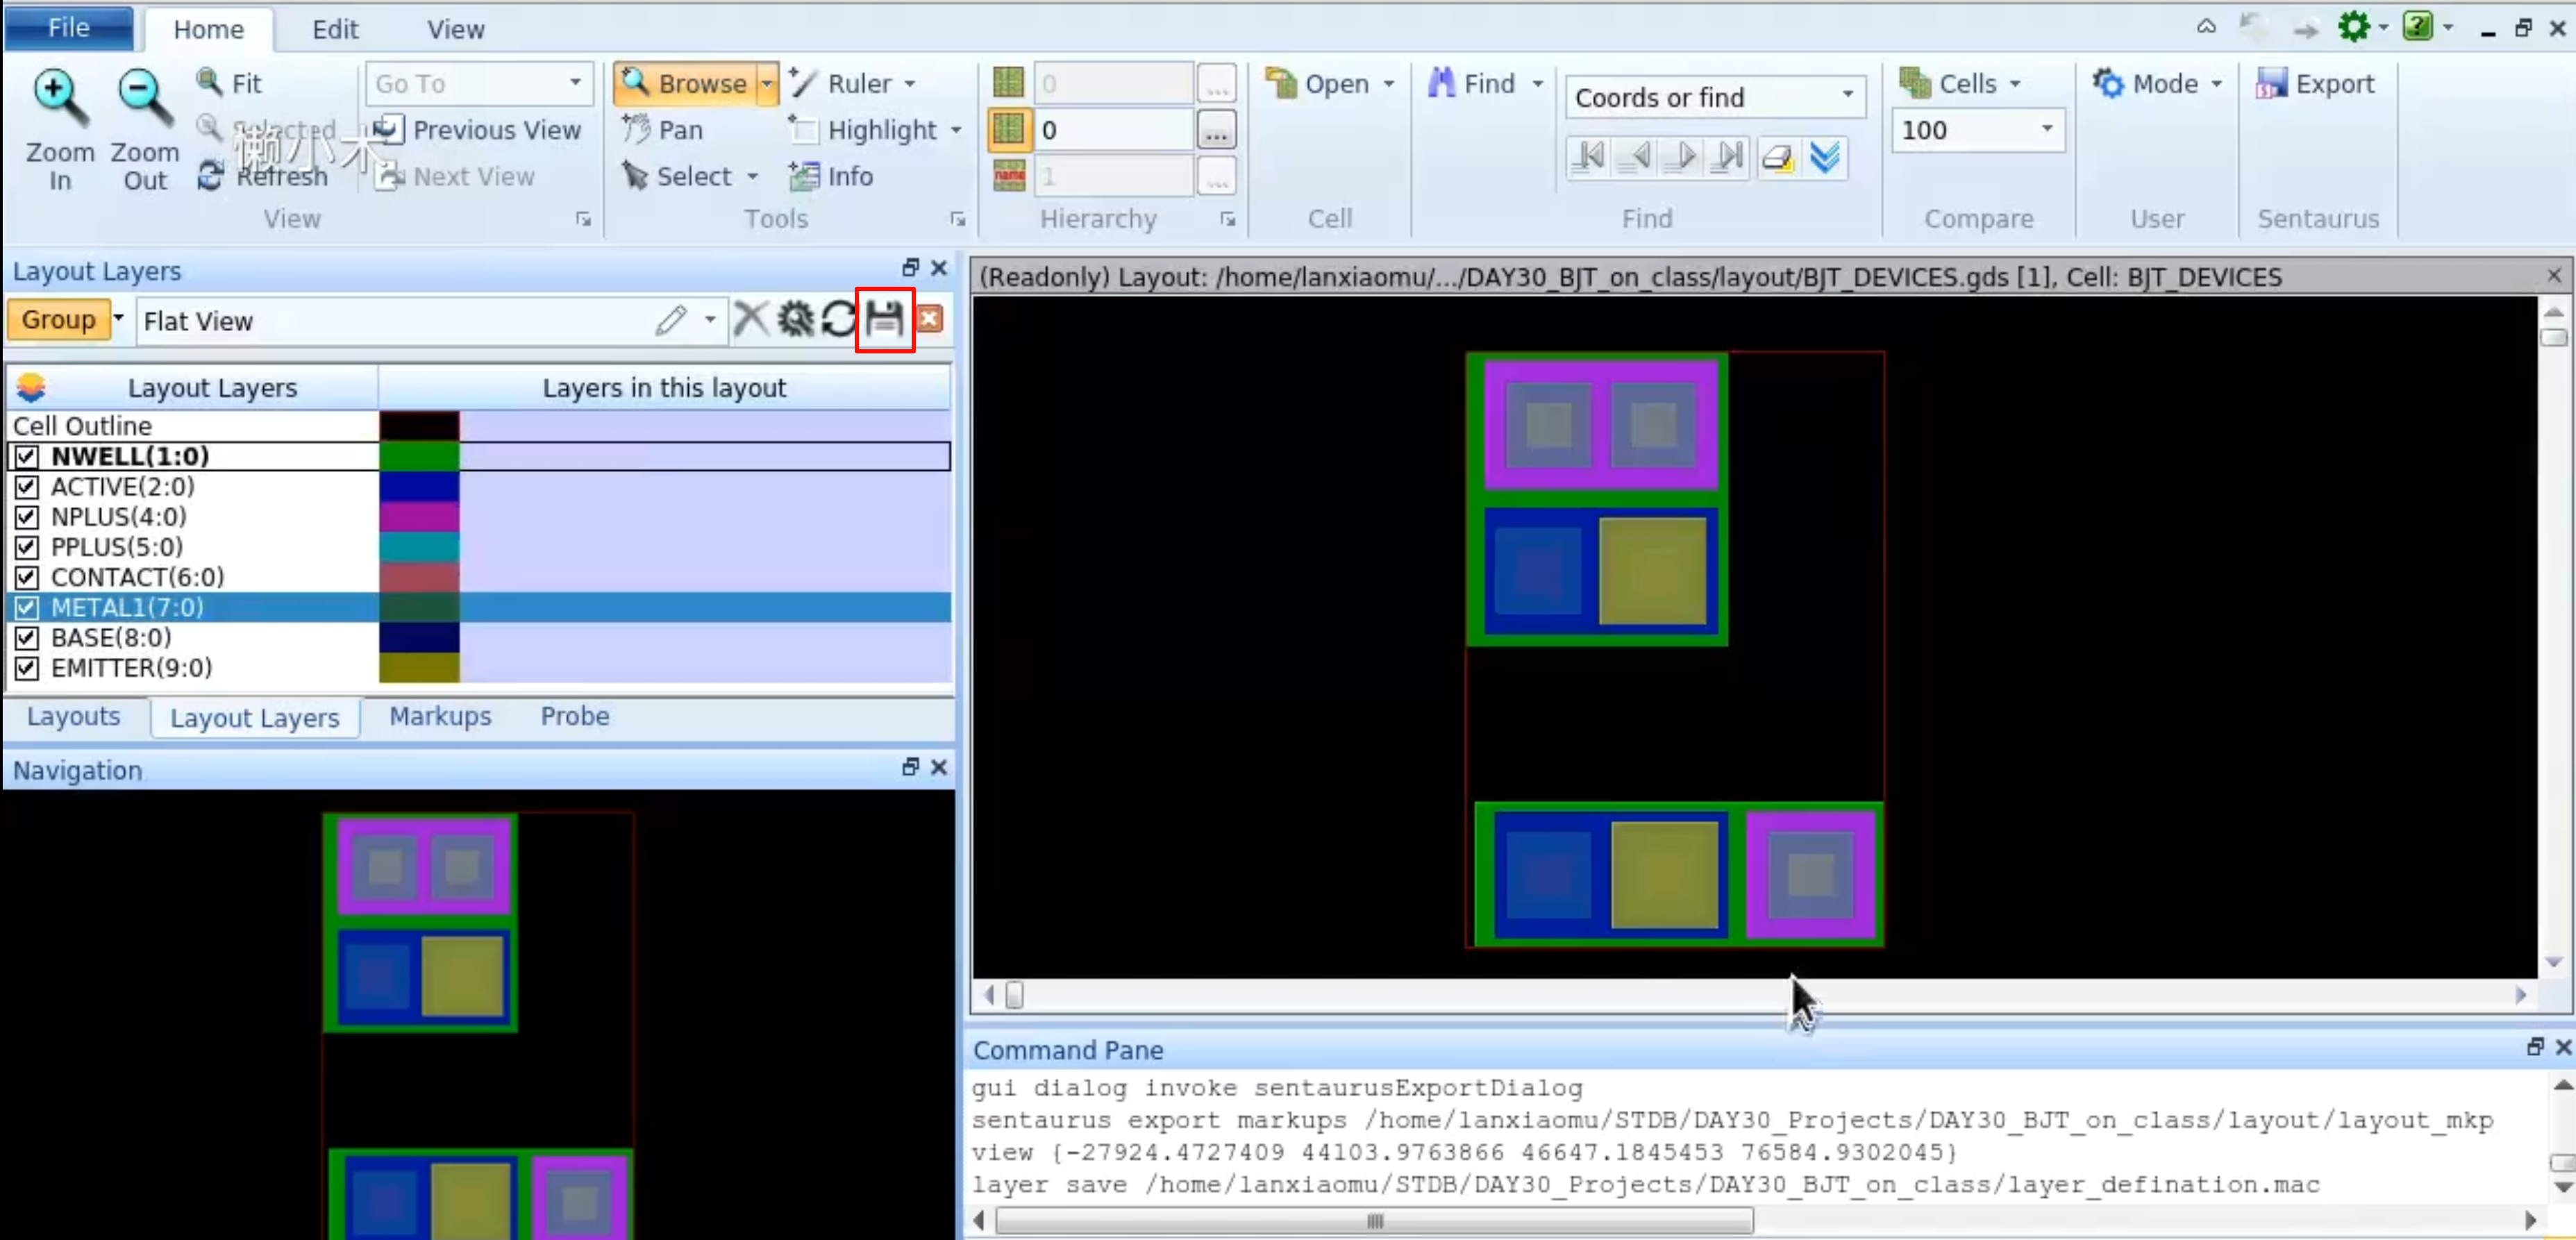 File Home Edit View
Zoom In
Zoom Out
Fit
Selected
Refresh
懒小木
Go To
Previous View
Next View
View
Browse
Pan
Select
Ruler
Highlight
Info
Tools
0
...
0
...
name
1
...
Hierarchy
Open
Cell
Find
Coords or find
Find
Cells
100
Compare
Mode
User
Export
Sentaurus
Layout Layers
Group Flat View
Layout Layers Layers in this layout
Cell Outline
NWELL(1:0)
ACTIVE(2:0)
NPLUS(4:0)
PPLUS(5:0)
CONTACT(6:0)
METAL1(7:0)
BASE(8:0)
EMITTER(9:0)
Layouts Layout Layers Markups Probe
Navigation
(Readonly) Layout: /home/lanxiaomu/.../DAY30_BJT_on_class/layout/BJT_DEVICES.gds [1], Cell: BJT_DEVICES
Command Pane
gui dialog invoke sentaurusExportDialog
sentaurus export markups /home/lanxiaomu/STDB/DAY30_Projects/DAY30_BJT_on_class/layout/layout_mkp
view {-27924.4727409 44103.9763866 46647.1845453 76584.9302045}
layer save /home/lanxiaomu/STDB/DAY30_Projects/DAY30_BJT_on_class/layer_defination.mac